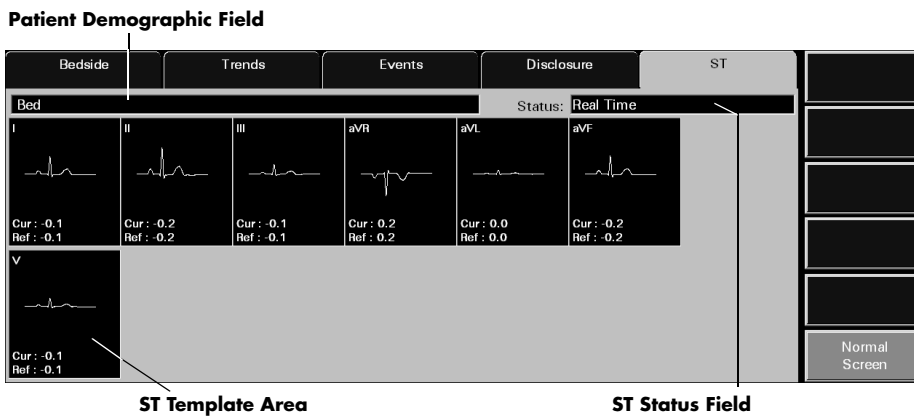 Patient Demographic Field
Bedside Trends Events Disclosure ST
Bed Status: Real Time
I II III aVR aVL aVF
Cur : -0.1 Cur : -0.2 Cur : -0.1 Cur : 0.2 Cur : 0.0 Cur : -0.2
Ref : -0.1 Ref : -0.2 Ref : -0.1 Ref : 0.2 Ref : 0.0 Ref : -0.2
V
Cur : -0.1
Ref : -0.1
Normal
Screen
ST Template Area ST Status Field